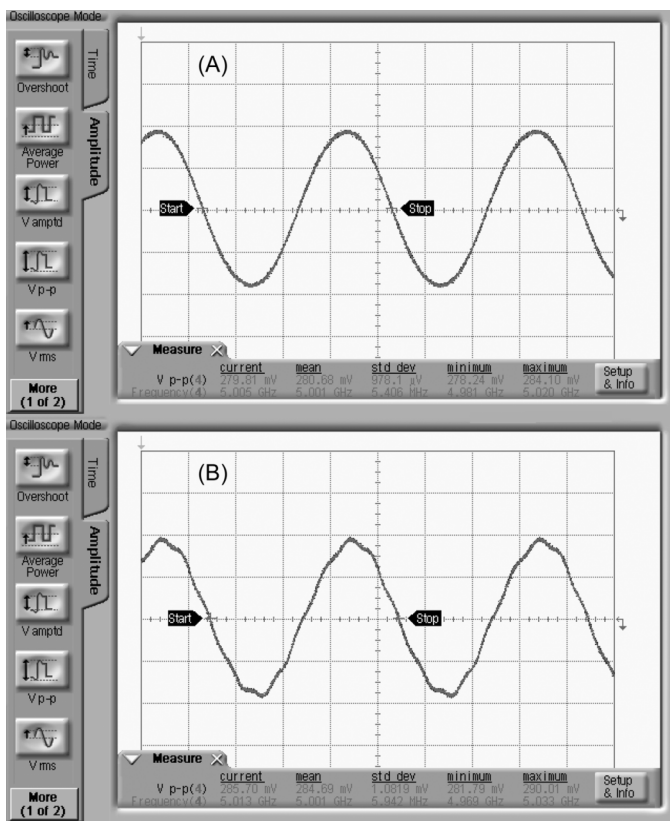 Oscilloscope Mode
Time
Amplitude
Overshoot
Average
Power
V amptd
V p-p
V rms
More
(1 of 2)
(A)
Start
Stop
Measure
current mean std dev minimum maximum
V p-p(4) 279.81 mV 280.68 mV 978.1 µV 278.24 mV 284.10 mV
Frequency(4) 5.005 GHz 5.001 GHz 5.406 MHz 4.981 GHz 5.020 GHz
Setup
& Info
Oscilloscope Mode
Time
Amplitude
Overshoot
Average
Power
V amptd
V p-p
V rms
More
(1 of 2)
(B)
Start
Stop
Measure
current mean std dev minimum maximum
V p-p(4) 285.70 mV 284.69 mV 1.0819 mV 281.79 mV 290.01 mV
Frequency(4) 5.013 GHz 5.001 GHz 5.942 MHz 4.969 GHz 5.033 GHz
Setup
& Info